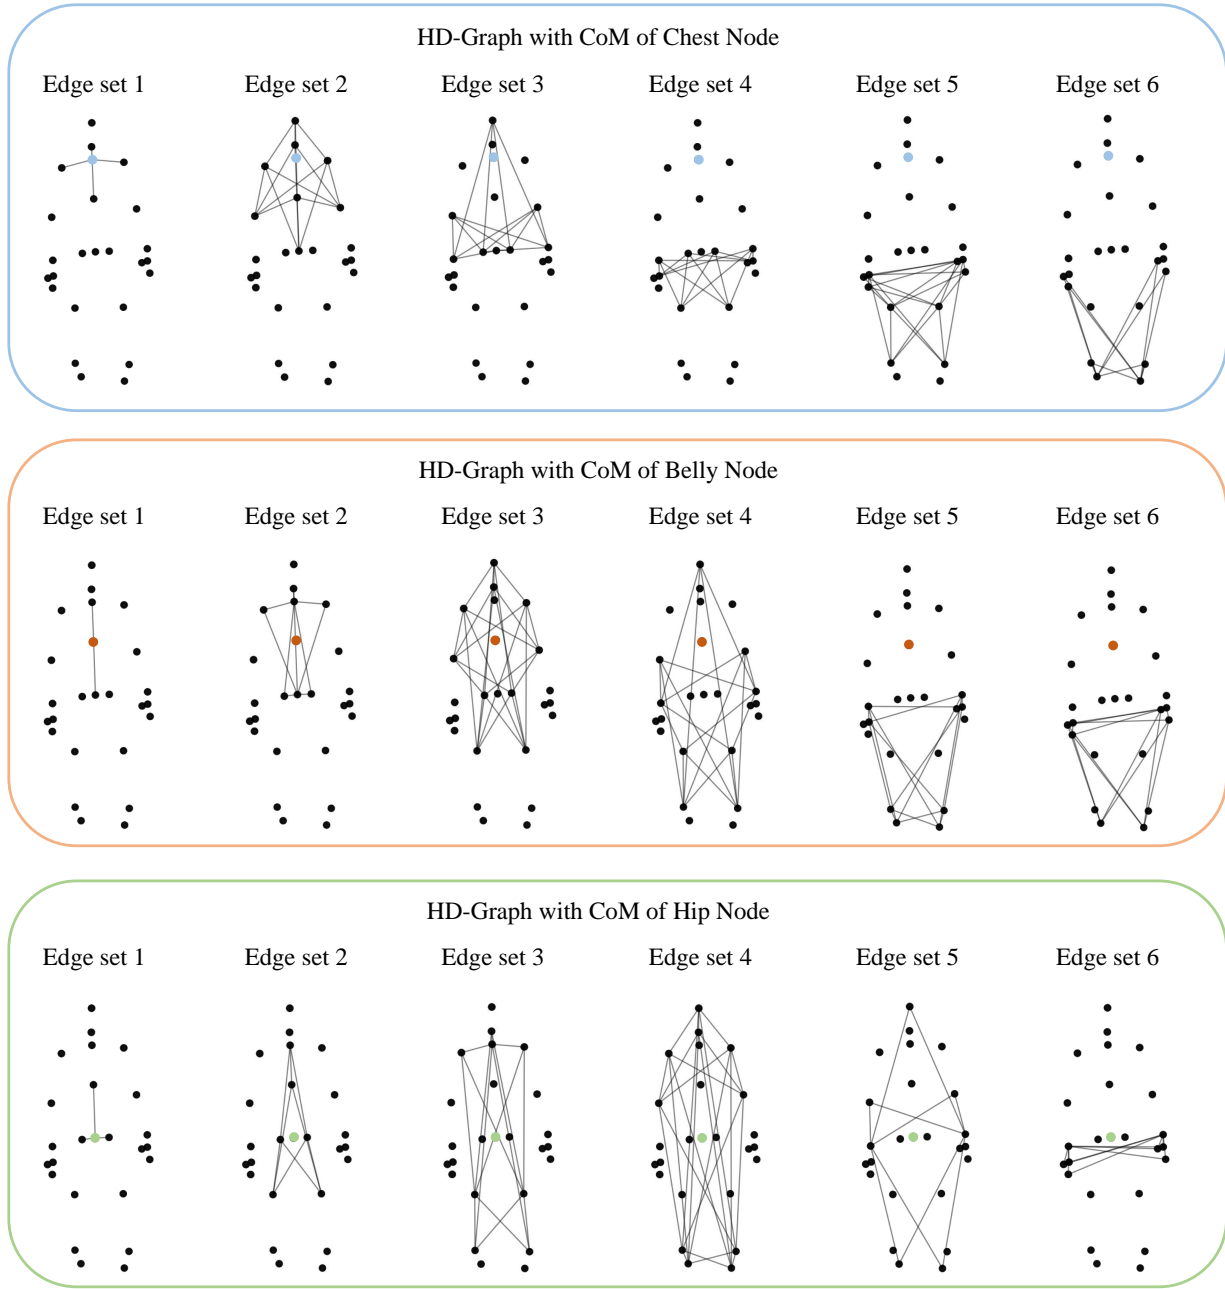 HD-Graph with CoM of Chest Node
Edge set 1 Edge set 2 Edge set 3 Edge set 4 Edge set 5 Edge set 6
HD-Graph with CoM of Belly Node
Edge set 1 Edge set 2 Edge set 3 Edge set 4 Edge set 5 Edge set 6
HD-Graph with CoM of Hip Node
Edge set 1 Edge set 2 Edge set 3 Edge set 4 Edge set 5 Edge set 6